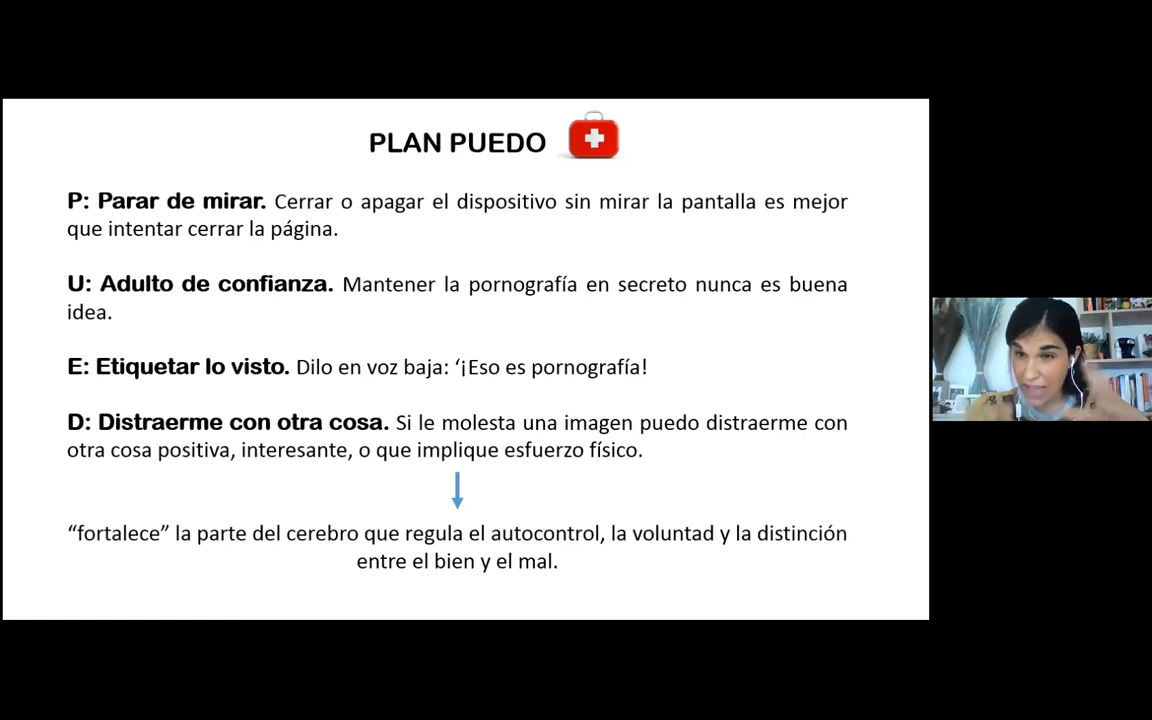 PLAN PUEDO
P: Parar de mirar. Cerrar o apagar el dispositivo sin mirar la pantalla es mejor
que intentar cerrar la página.
U: Adulto de confianza. Mantener la pornografía en secreto nunca es buena
idea.
E: Etiquetar lo visto. Dilo en voz baja: ‘¡Eso es pornografía!
D: Distraerme con otra cosa. Si le molesta una imagen puedo distraerme con
otra cosa positiva, interesante, o que implique esfuerzo físico.
“fortalece” la parte del cerebro que regula el autocontrol, la voluntad y la distinción
entre el bien y el mal.